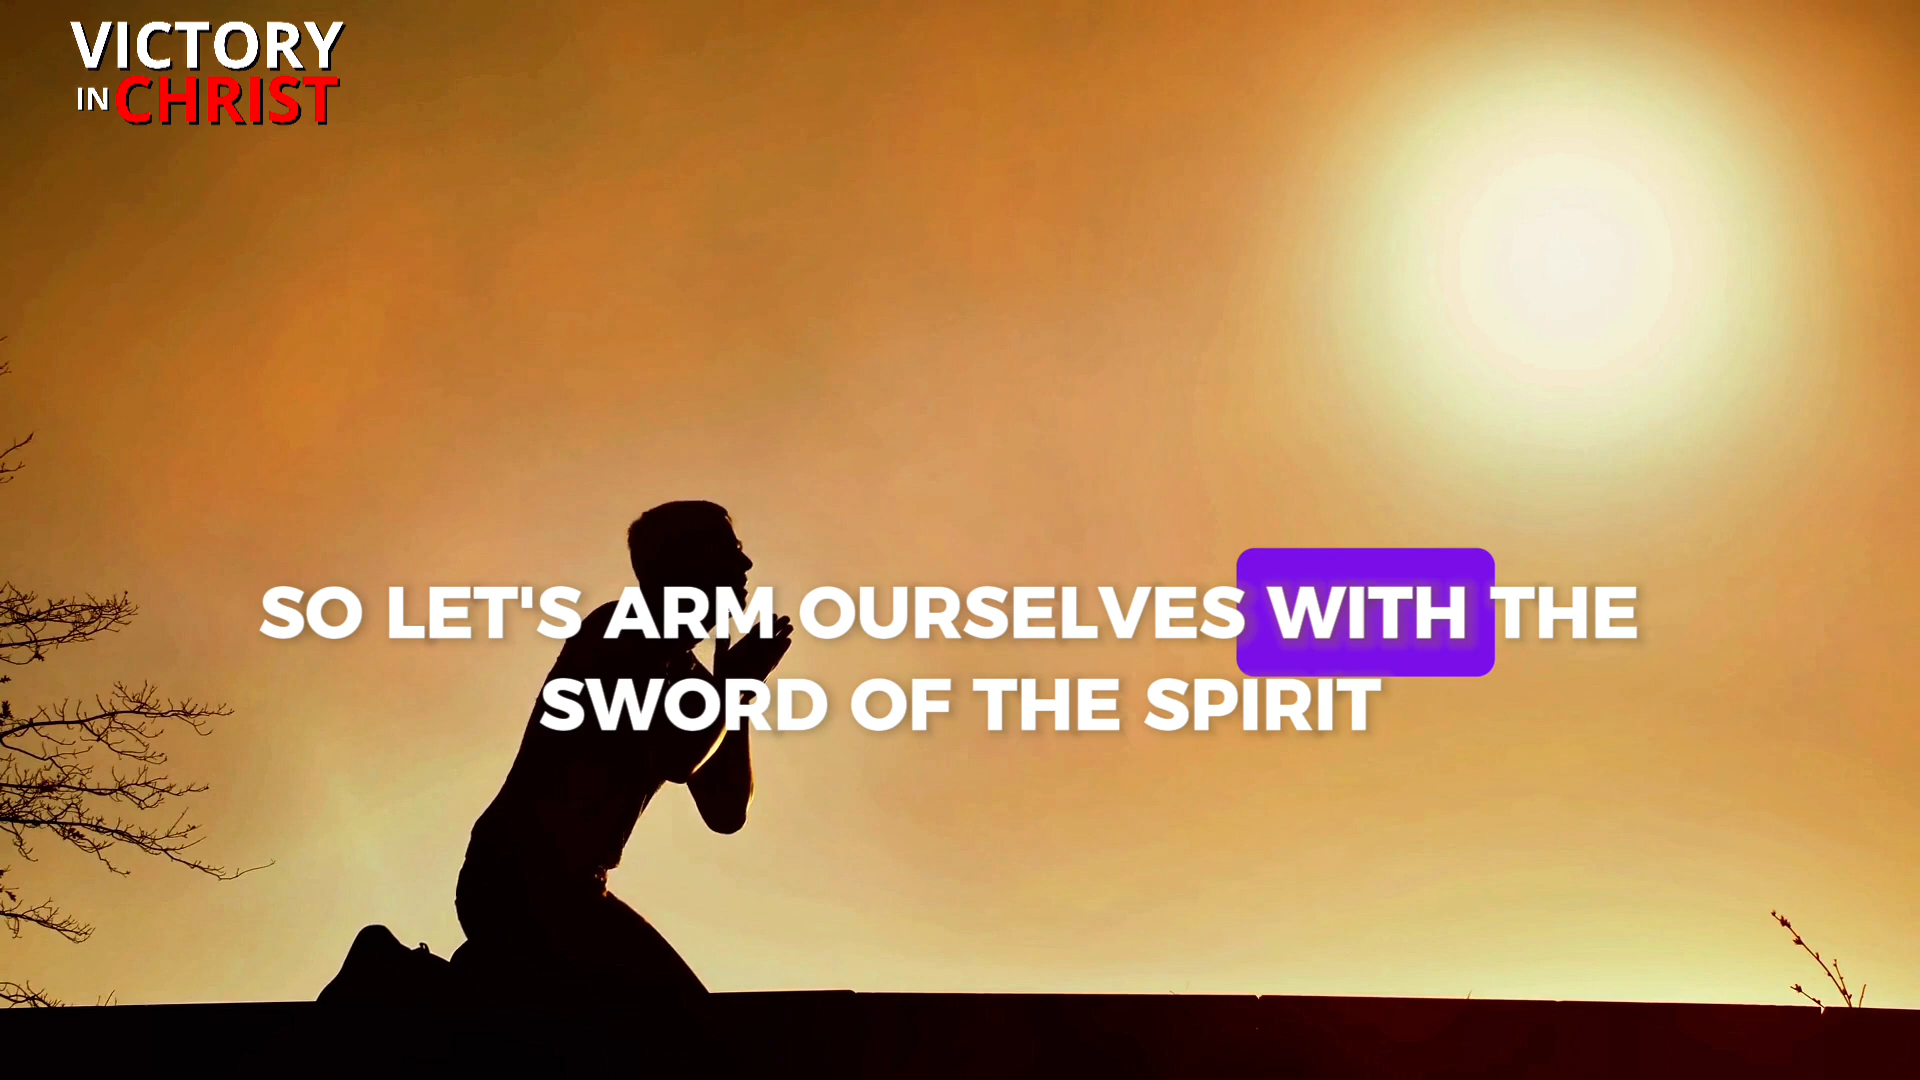 VICTORY
IN CHRIST
SO LET'S ARM OURSELVES WITH THE
SWORD OF THE SPIRIT